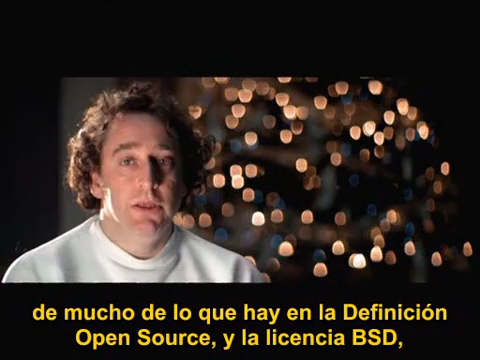 de mucho de lo que hay en la Definición
Open Source, y la licencia BSD,